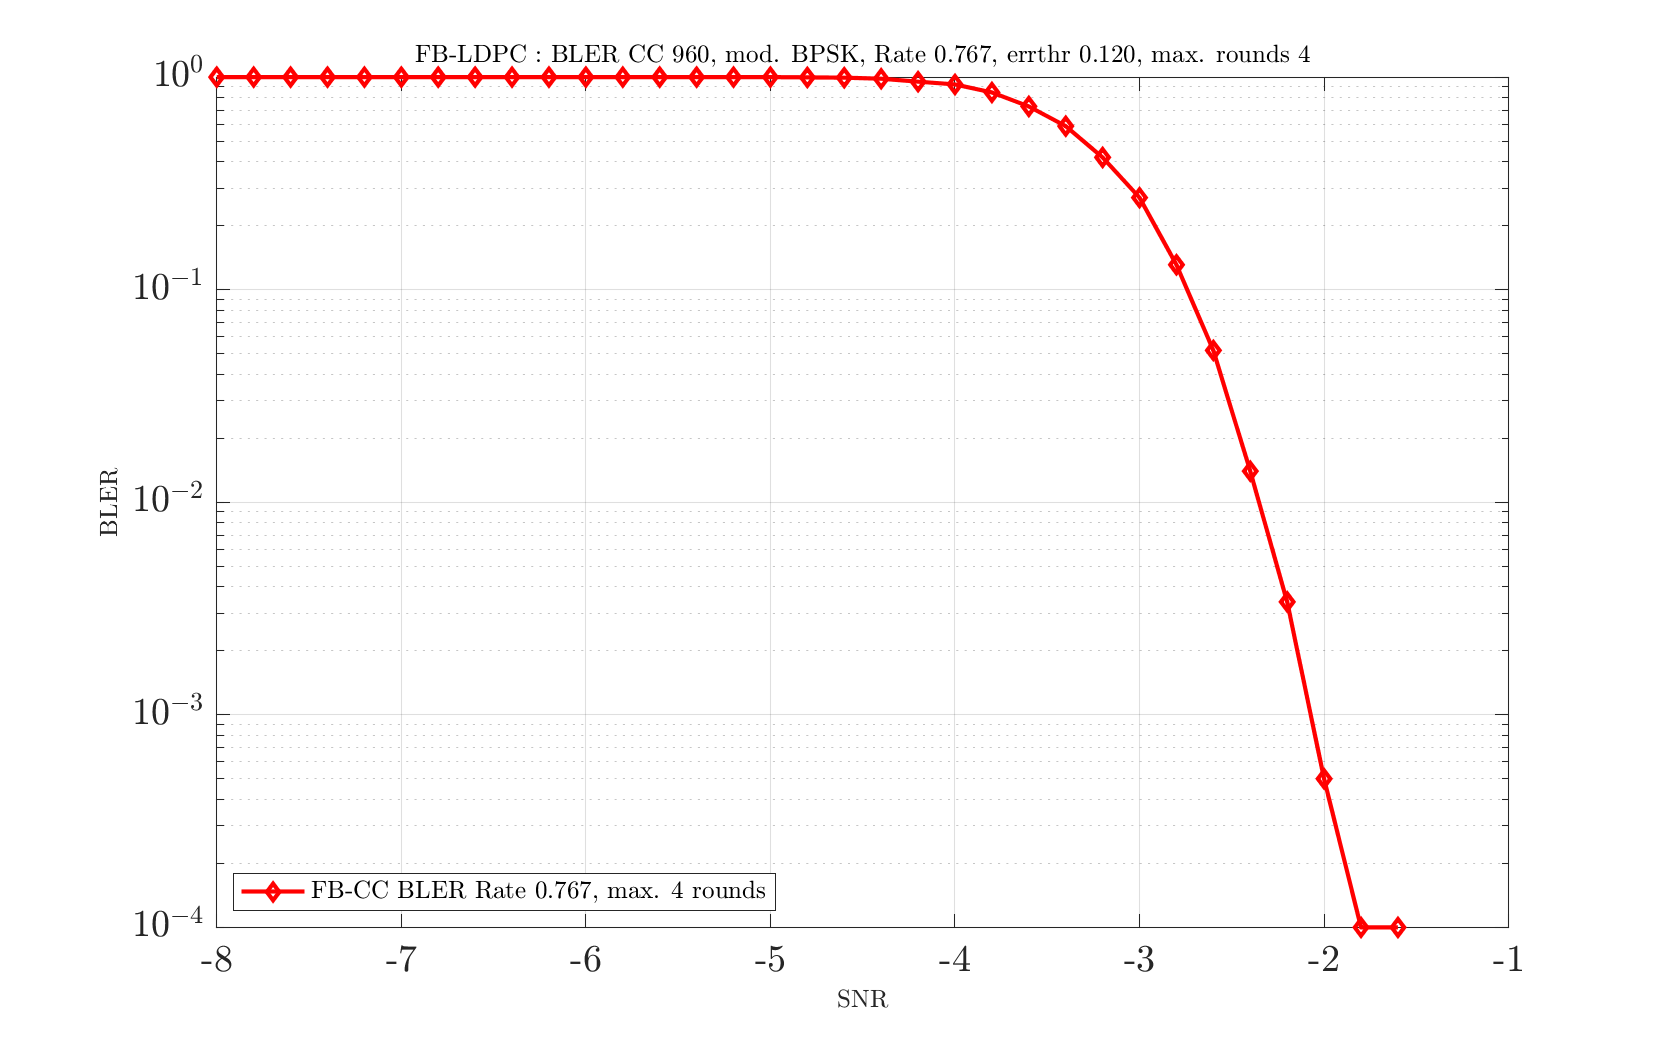 FB-LDPC : BLER CC 960, mod. BPSK, Rate 0.767, errthr 0.120, max. rounds 4
10^0
10^{-1}
10^{-2}
10^{-3}
10^{-4}
BLER
FB-CC BLER Rate 0.767, max. 4 rounds
-8 -7 -6 -5 -4 -3 -2 -1
SNR